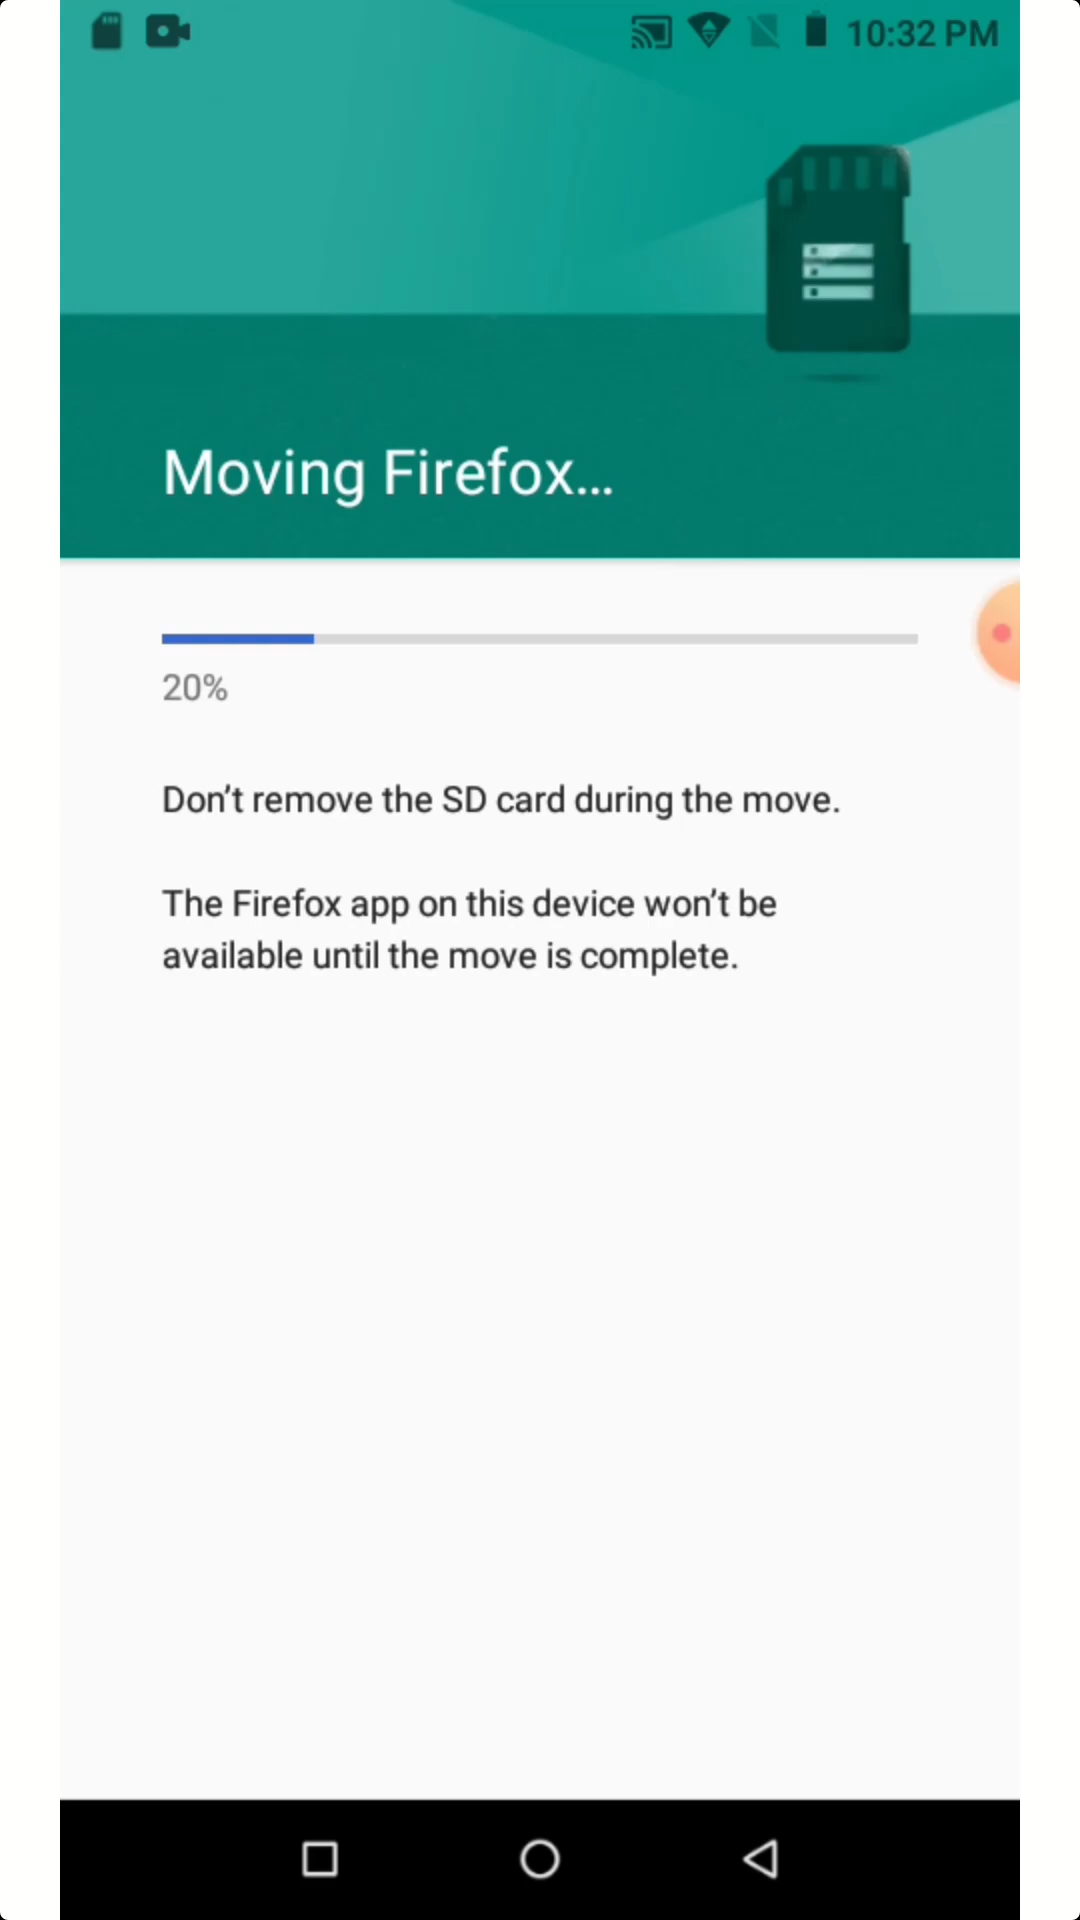 10:32 PM
Moving Firefox...
20%
Don't remove the SD card during the move.
The Firefox app on this device won't be
available until the move is complete.